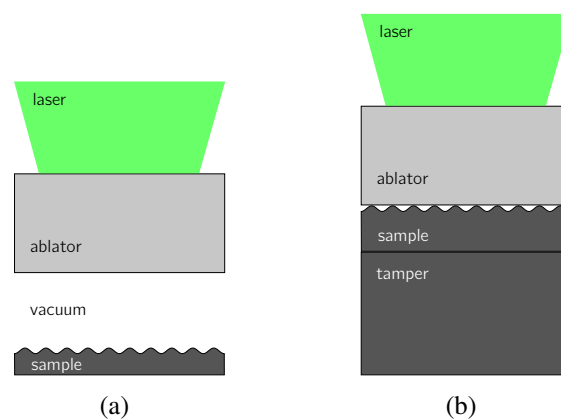 laser
ablator
vacuum
sample
(a)
laser
ablator
sample
tamper
(b)